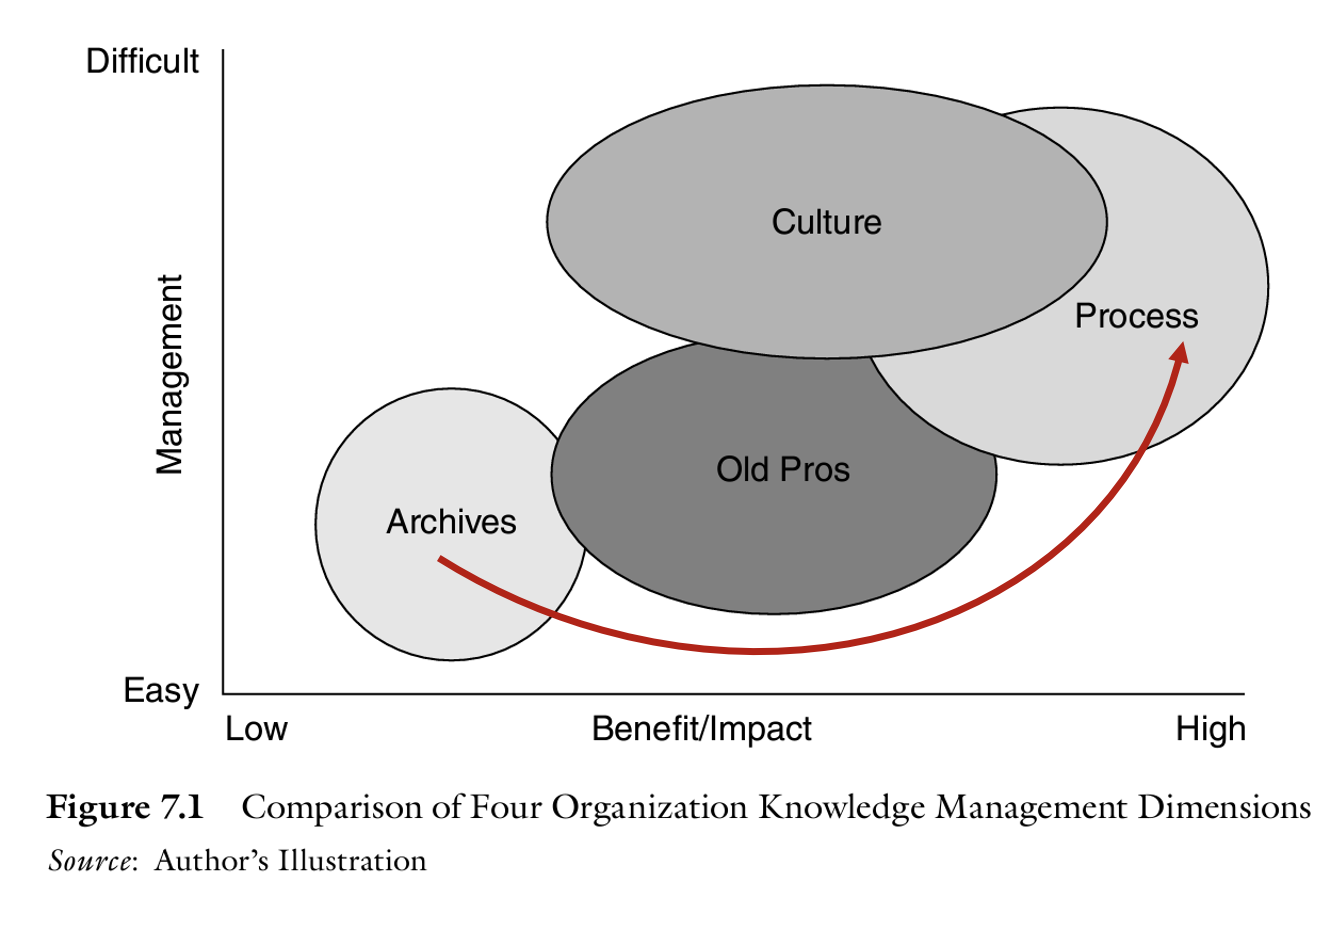 Difficult
Culture
Process
Management
Old Pros
Archives
Easy
Low Benefit/Impact High
Figure 7.1 Comparison of Four Organization Knowledge Management Dimensions
Source: Author’s Illustration